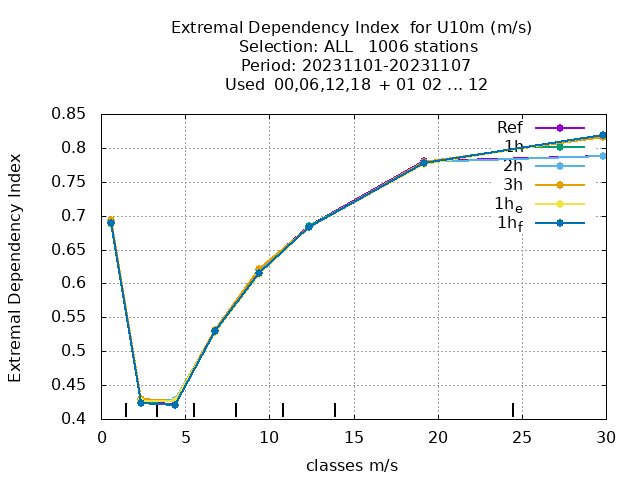 Extremal Dependency Index  for U10m (m/s)
Selection: ALL   1006 stations
Period: 20231101-20231107
Used  00,06,12,18 + 01 02 ... 12
Extremal Dependency Index
0.85
0.8
0.75
0.7
0.65
0.6
0.55
0.5
0.45
0.4
Ref
1h
2h
3h
1he
1hf
0 5 10 15 20 25 30
classes m/s